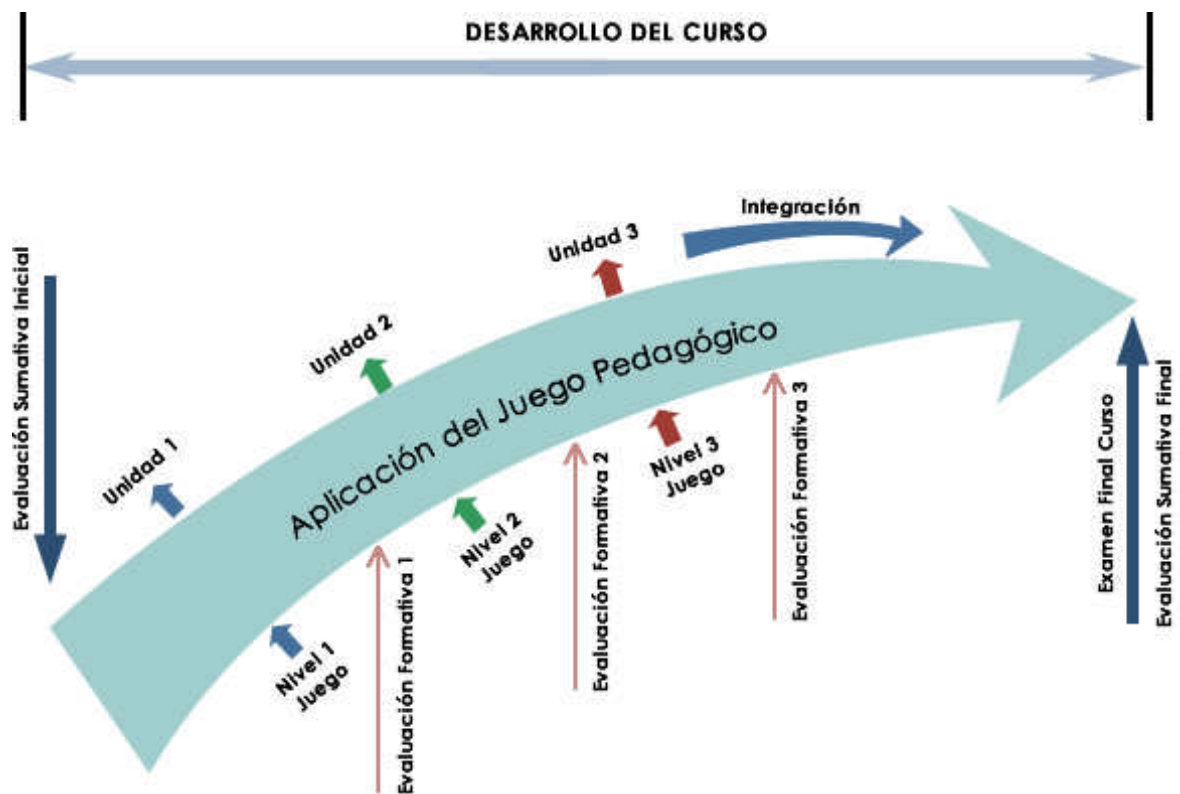 DESARROLLO DEL CURSO
Evaluación Sumativa Inicial
Unidad 1
Unidad 2
Unidad 3
Integración
Aplicación del Juego Pedagógico
Nivel 1
Juego
Evaluación Formativa 1
Nivel 2
Juego
Evaluación Formativa 2
Nivel 3
Juego
Evaluación Formativa 3
Examen Final Curso
Evaluación Sumativa Final